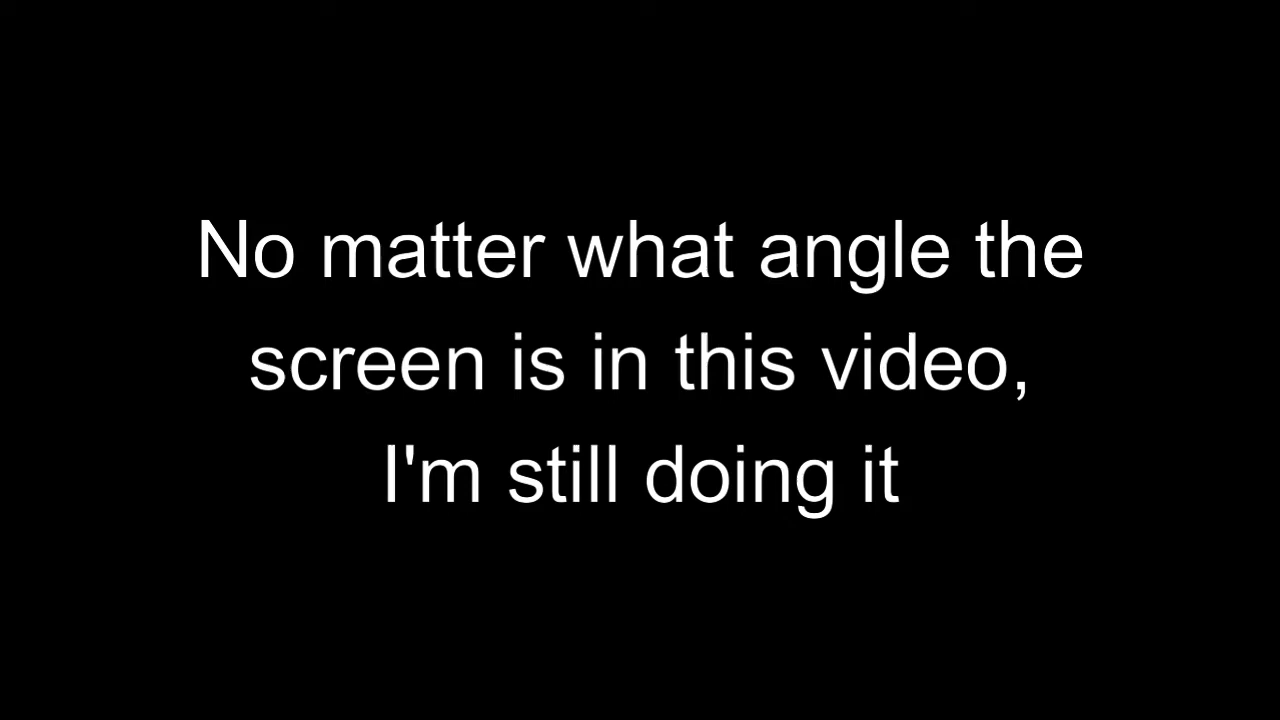 No matter what angle the
screen is in this video,
I'm still doing it